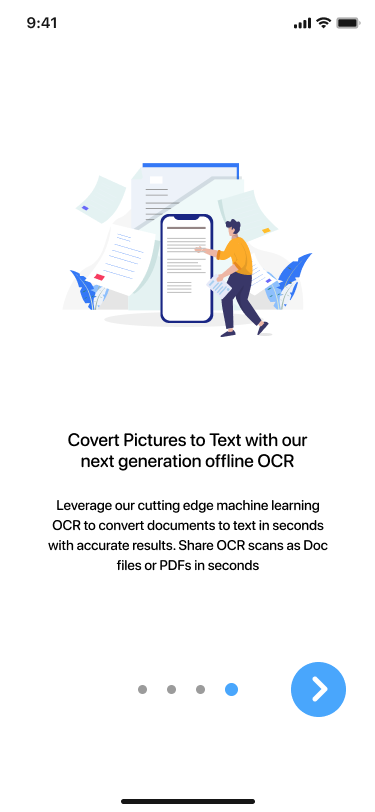 9:41
Covert Pictures to Text with our
next generation offline OCR
Leverage our cutting edge machine learning
OCR to convert documents to text in seconds
with accurate results. Share OCR scans as Doc
files or PDFs in seconds